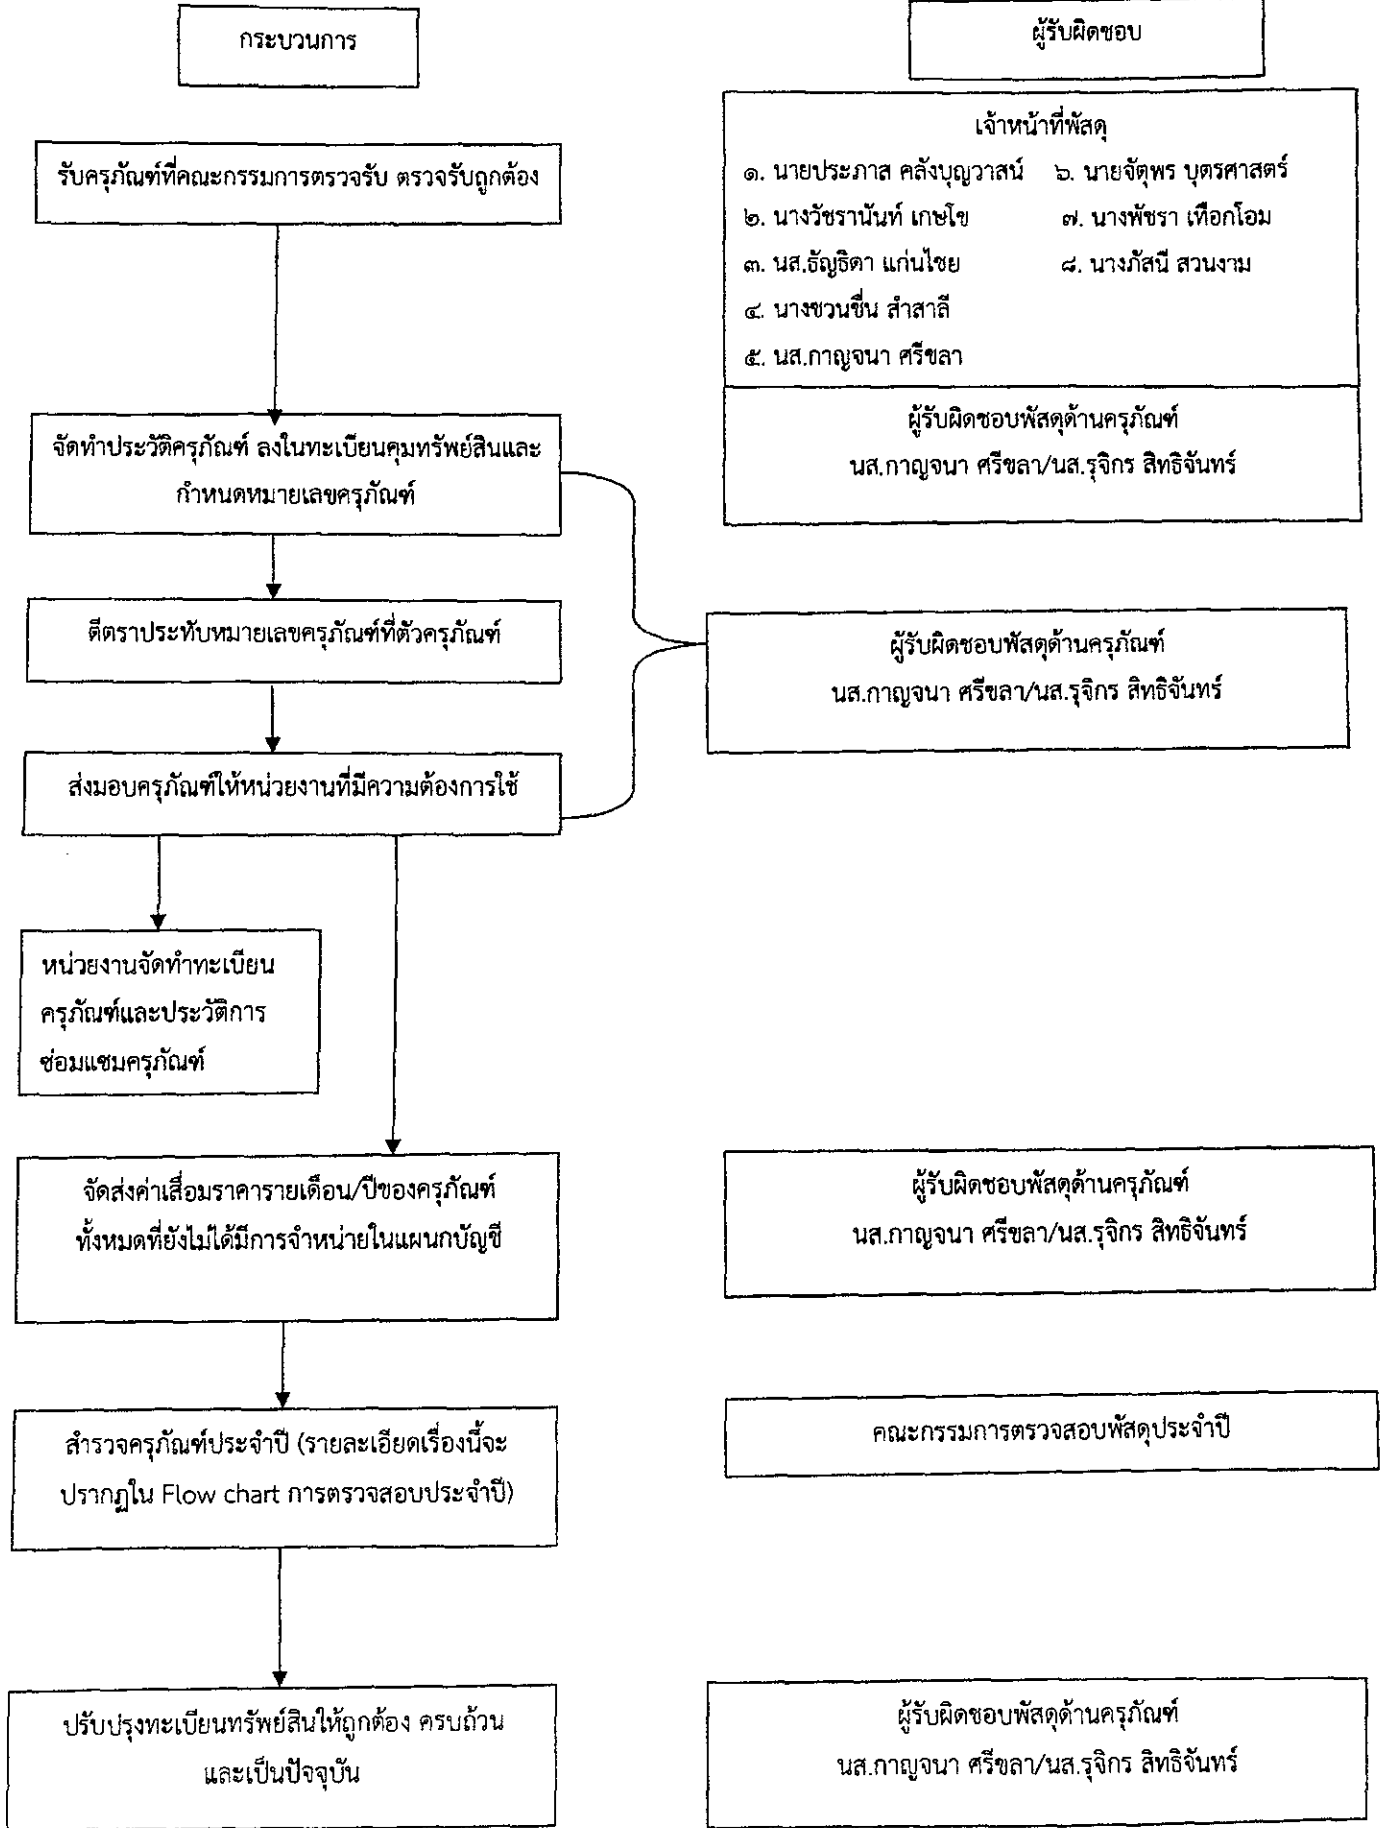 กระบวนการ
ผู้รับผิดชอบ
รับครุภัณฑ์ที่คณะกรรมการตรวจรับ ตรวจรับถูกต้อง
เจ้าหน้าที่พัสดุ
๑. นายประภาส คลังบุญวาสน์ ๖. นายจัตุพร บุตรศาสตร์
๒. นางวัชรานันท์ เกษโข ๗. นางพัชรา เทือกโอม
๓. นส.ธัญธิดา แก่นไชย ๘. นางภัสนี สวนงาม
๔. นางชวนชื่น สำสาลี
๕. นส.กาญจนา ศรีขลา
ผู้รับผิดชอบพัสดุด้านครุภัณฑ์
นส.กาญจนา ศรีขลา/นส.รุจิกร สิทธิจันทร์
จัดทำประวัติครุภัณฑ์ ลงในทะเบียนคุมทรัพย์สินและ
กำหนดหมายเลขครุภัณฑ์
ตีตราประทับหมายเลขครุภัณฑ์ที่ตัวครุภัณฑ์
ส่งมอบครุภัณฑ์ให้หน่วยงานที่มีความต้องการใช้
ผู้รับผิดชอบพัสดุด้านครุภัณฑ์
นส.กาญจนา ศรีขลา/นส.รุจิกร สิทธิจันทร์
หน่วยงานจัดทำทะเบียน
ครุภัณฑ์และประวัติการ
ซ่อมแซมครุภัณฑ์
จัดส่งค่าเสื่อมราคารายเดือน/ปีของครุภัณฑ์
ทั้งหมดที่ยังไม่ได้มีการจำหน่ายในแผนกบัญชี
ผู้รับผิดชอบพัสดุด้านครุภัณฑ์
นส.กาญจนา ศรีขลา/นส.รุจิกร สิทธิจันทร์
สำรวจครุภัณฑ์ประจำปี (รายละเอียดเรื่องนี้จะ
ปรากฏใน Flow chart การตรวจสอบประจำปี)
คณะกรรมการตรวจสอบพัสดุประจำปี
ปรับปรุงทะเบียนทรัพย์สินให้ถูกต้อง ครบถ้วน
และเป็นปัจจุบัน
ผู้รับผิดชอบพัสดุด้านครุภัณฑ์
นส.กาญจนา ศรีขลา/นส.รุจิกร สิทธิจันทร์